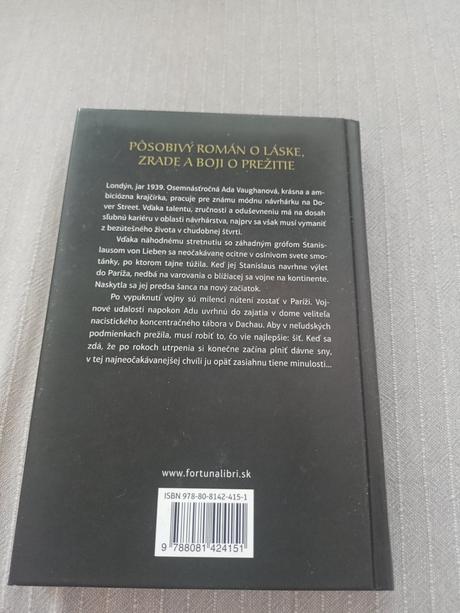 PÔSOBIVÝ ROMÁN O LÁSKE,
ZRADE A BOJI O PREŽITIE
Londýn, jar 1939. Osemnásťročná Ada Vaughanová, krásna a am-
biciózna krajčírka, pracuje pre známu módnu návrhárku na Do-
ver Street. Vďaka talentu, zručnosti a oduševneniu má na dosah
sľubnú kariéru v oblasti návrhárstva, najprv sa však musí vymaniť
z bezútešného života v chudobnej štvrti.
Vďaka náhodnému stretnutiu so záhadným grófom Stanis-
lausom von Lieben sa neočakávane ocitne v oslnivom svete smo-
tánky, po ktorom tajne túžila. Keď jej Stanislaus navrhne výlet
do Paríža, nedbá na varovania o blížiacej sa vojne na kontinente.
Naskytla sa jej predsa šanca na nový začiatok.
Po vypuknutí vojny sú milenci nútení zostať v Paríži. Voj-
nové udalosti napokon Adu uvrhnú do zajatia v dome veliteľa
nacistického koncentračného tábora v Dachau. Aby v neľudských
podmienkach prežila, musí robiť to, čo vie najlepšie: šiť. Keď sa
zdá, že po rokoch utrpenia si konečne začína plniť dávne sny,
v tej najneočakávanejšej chvíli ju opäť zasiahnu tiene minulosti...
www.fortunalibri.sk
ISBN 978-80-8142-415-1
9 788081 424151